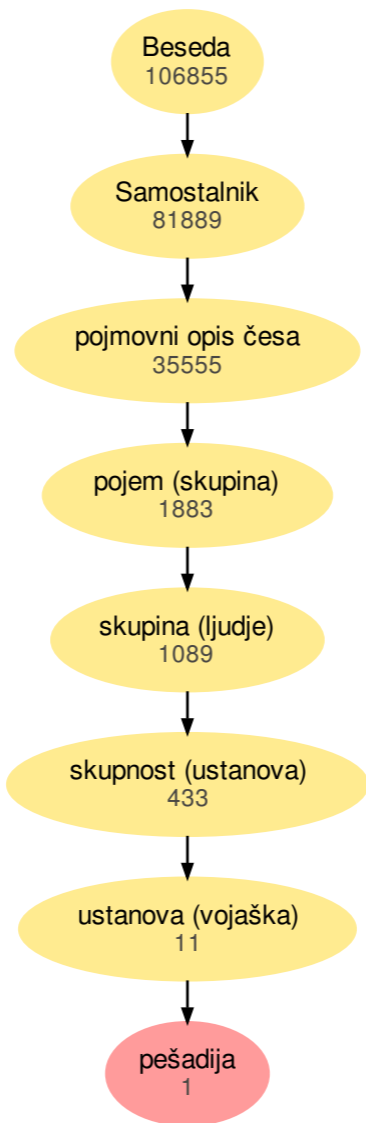 Beseda
106855
Samostalnik
81889
pojmovni opis česa
35555
pojem (skupina)
1883
skupina (ljudje)
1089
skupnost (ustanova)
433
ustanova (vojaška)
11
pešadija
1